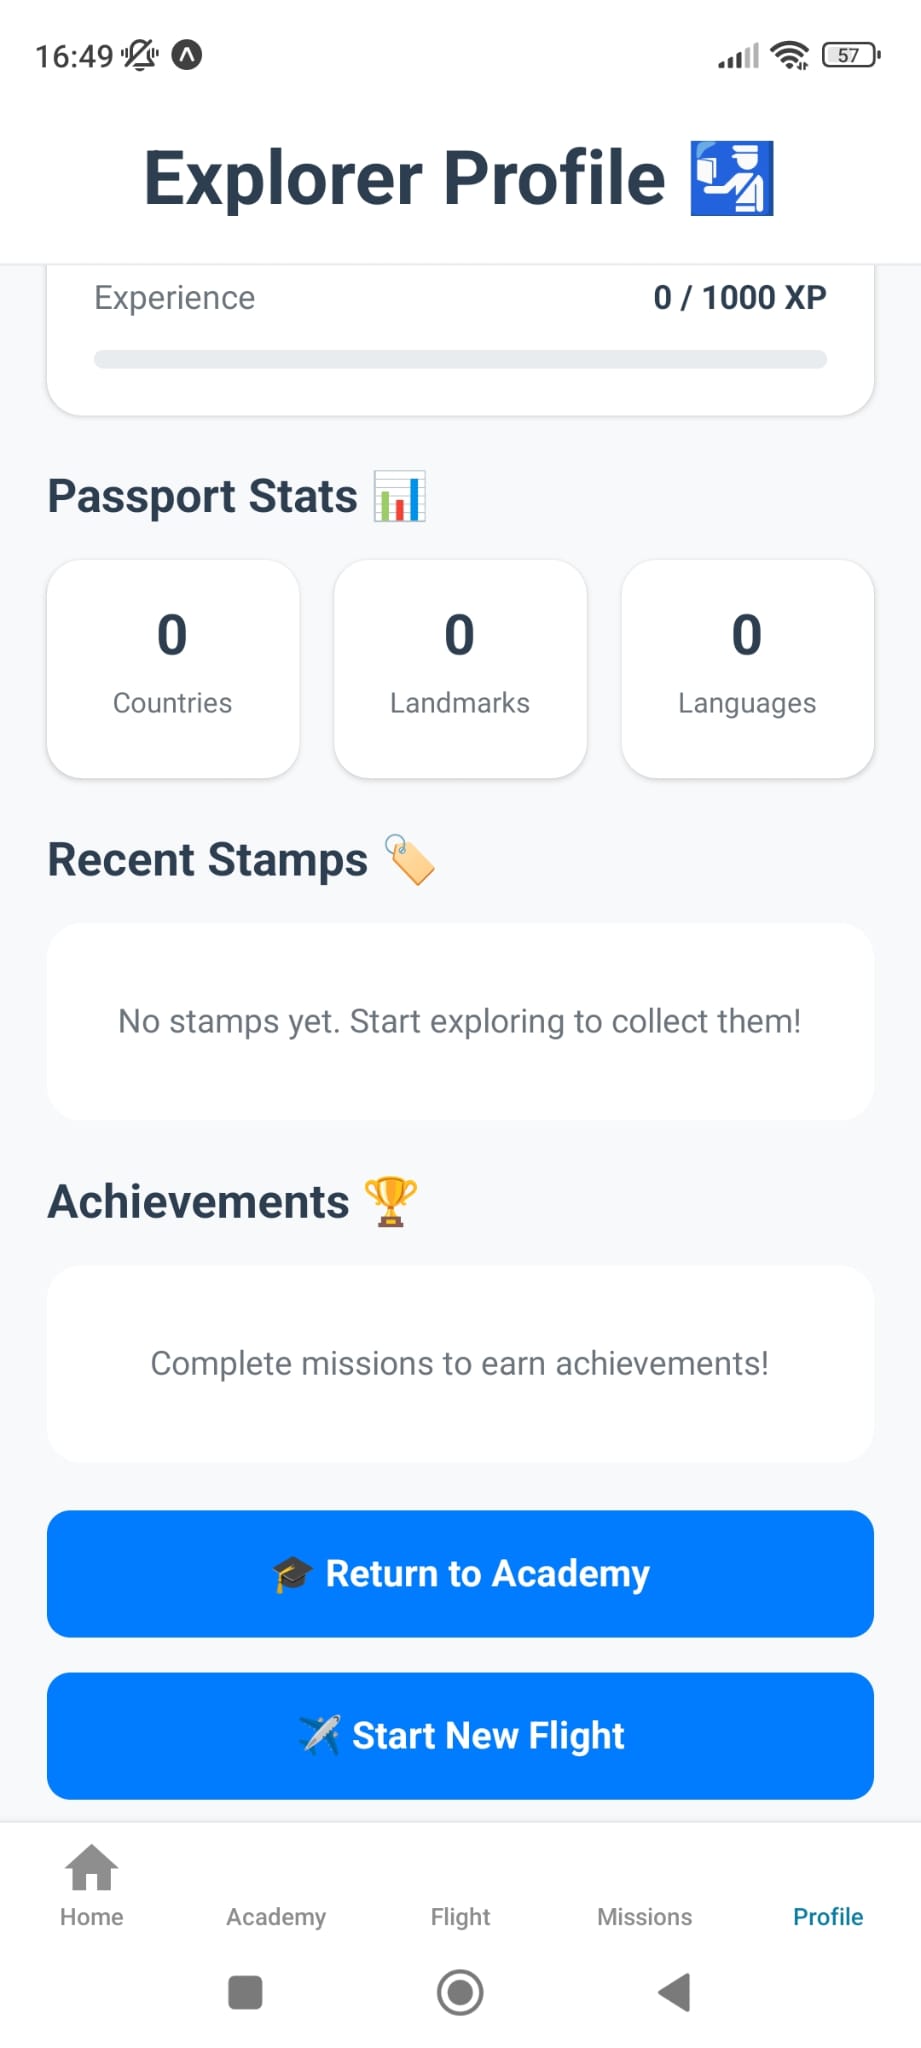 16:49
57
Explorer Profile 🛂
Experience 0 / 1000 XP
Passport Stats 📊
0 0 0
Countries Landmarks Languages
Recent Stamps 🏷️
No stamps yet. Start exploring to collect them!
Achievements 🏆
Complete missions to earn achievements!
🎓 Return to Academy
✈️ Start New Flight
Home Academy Flight Missions Profile